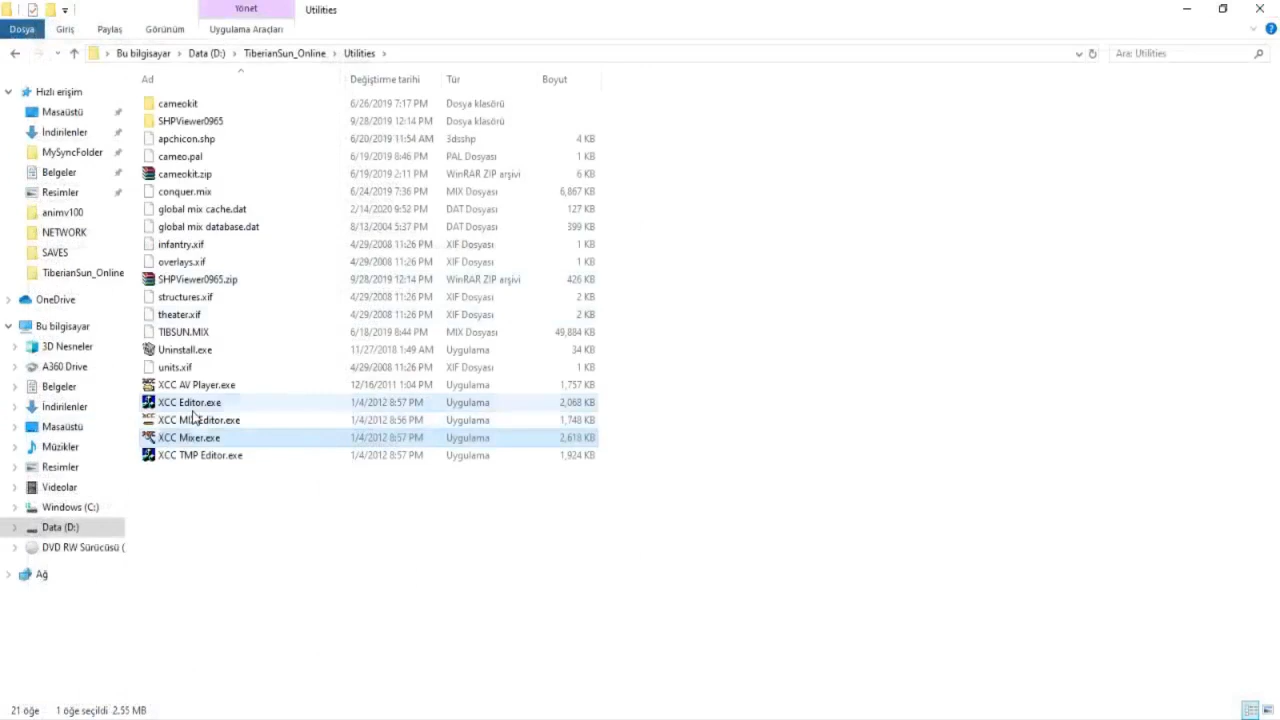 Yönet
Utilities
Dosya
Giriş
Paylaş
Görünüm
Uygulama Araçları
Bu bilgisayar
Data (D:)
TiberianSun_Online
Utilities
Ara: Utilities
Ad
Değiştirme tarihi
Tür
Boyut
Hızlı erişim
Masaüstü
İndirilenler
MySyncFolder
Belgeler
Resimler
animv100
NETWORK
SAVES
TiberianSun_Online
OneDrive
Bu bilgisayar
3D Nesneler
A360 Drive
Belgeler
İndirilenler
Masaüstü
Müzikler
Resimler
Videolar
Windows (C:)
Data (D:)
DVD RW Sürücüsü (
Ağ
cameokit 6/26/2019 7:17 PM Dosya klasörü
SHPViewer0965 9/28/2019 12:14 PM Dosya klasörü
apchicon.shp 6/20/2019 11:54 AM 3dsshp 4 KB
cameo.pal 6/19/2019 8:46 PM PAL Dosyası 1 KB
cameokit.zip 6/19/2019 2:11 PM WinRAR ZIP arşivi 6 KB
conquer.mix 6/24/2019 7:36 PM MIX Dosyası 6,867 KB
global mix cache.dat 2/14/2020 9:52 PM DAT Dosyası 127 KB
global mix database.dat 8/13/2004 5:37 PM DAT Dosyası 399 KB
infantry.xif 4/29/2008 11:26 PM XIF Dosyası 1 KB
overlays.xif 4/29/2008 11:26 PM XIF Dosyası 1 KB
SHPViewer0965.zip 9/28/2019 12:14 PM WinRAR ZIP arşivi 426 KB
structures.xif 4/29/2008 11:26 PM XIF Dosyası 2 KB
theater.xif 4/29/2008 11:26 PM XIF Dosyası 2 KB
TIBSUN.MIX 6/18/2019 8:44 PM MIX Dosyası 49,884 KB
Uninstall.exe 11/27/2018 1:49 AM Uygulama 34 KB
units.xif 4/29/2008 11:26 PM XIF Dosyası 1 KB
XCC AV Player.exe 12/16/2011 1:04 PM Uygulama 1,757 KB
XCC Editor.exe 1/4/2012 8:57 PM Uygulama 2,068 KB
XCC Editor.exe 1/4/2012 8:56 PM Uygulama 1,748 KB
XCC Mixer.exe 1/4/2012 8:57 PM Uygulama 2,618 KB
XCC TMP Editor.exe 1/4/2012 8:57 PM Uygulama 1,924 KB
21 öğe
1 öğe seçildi 2.55 MB